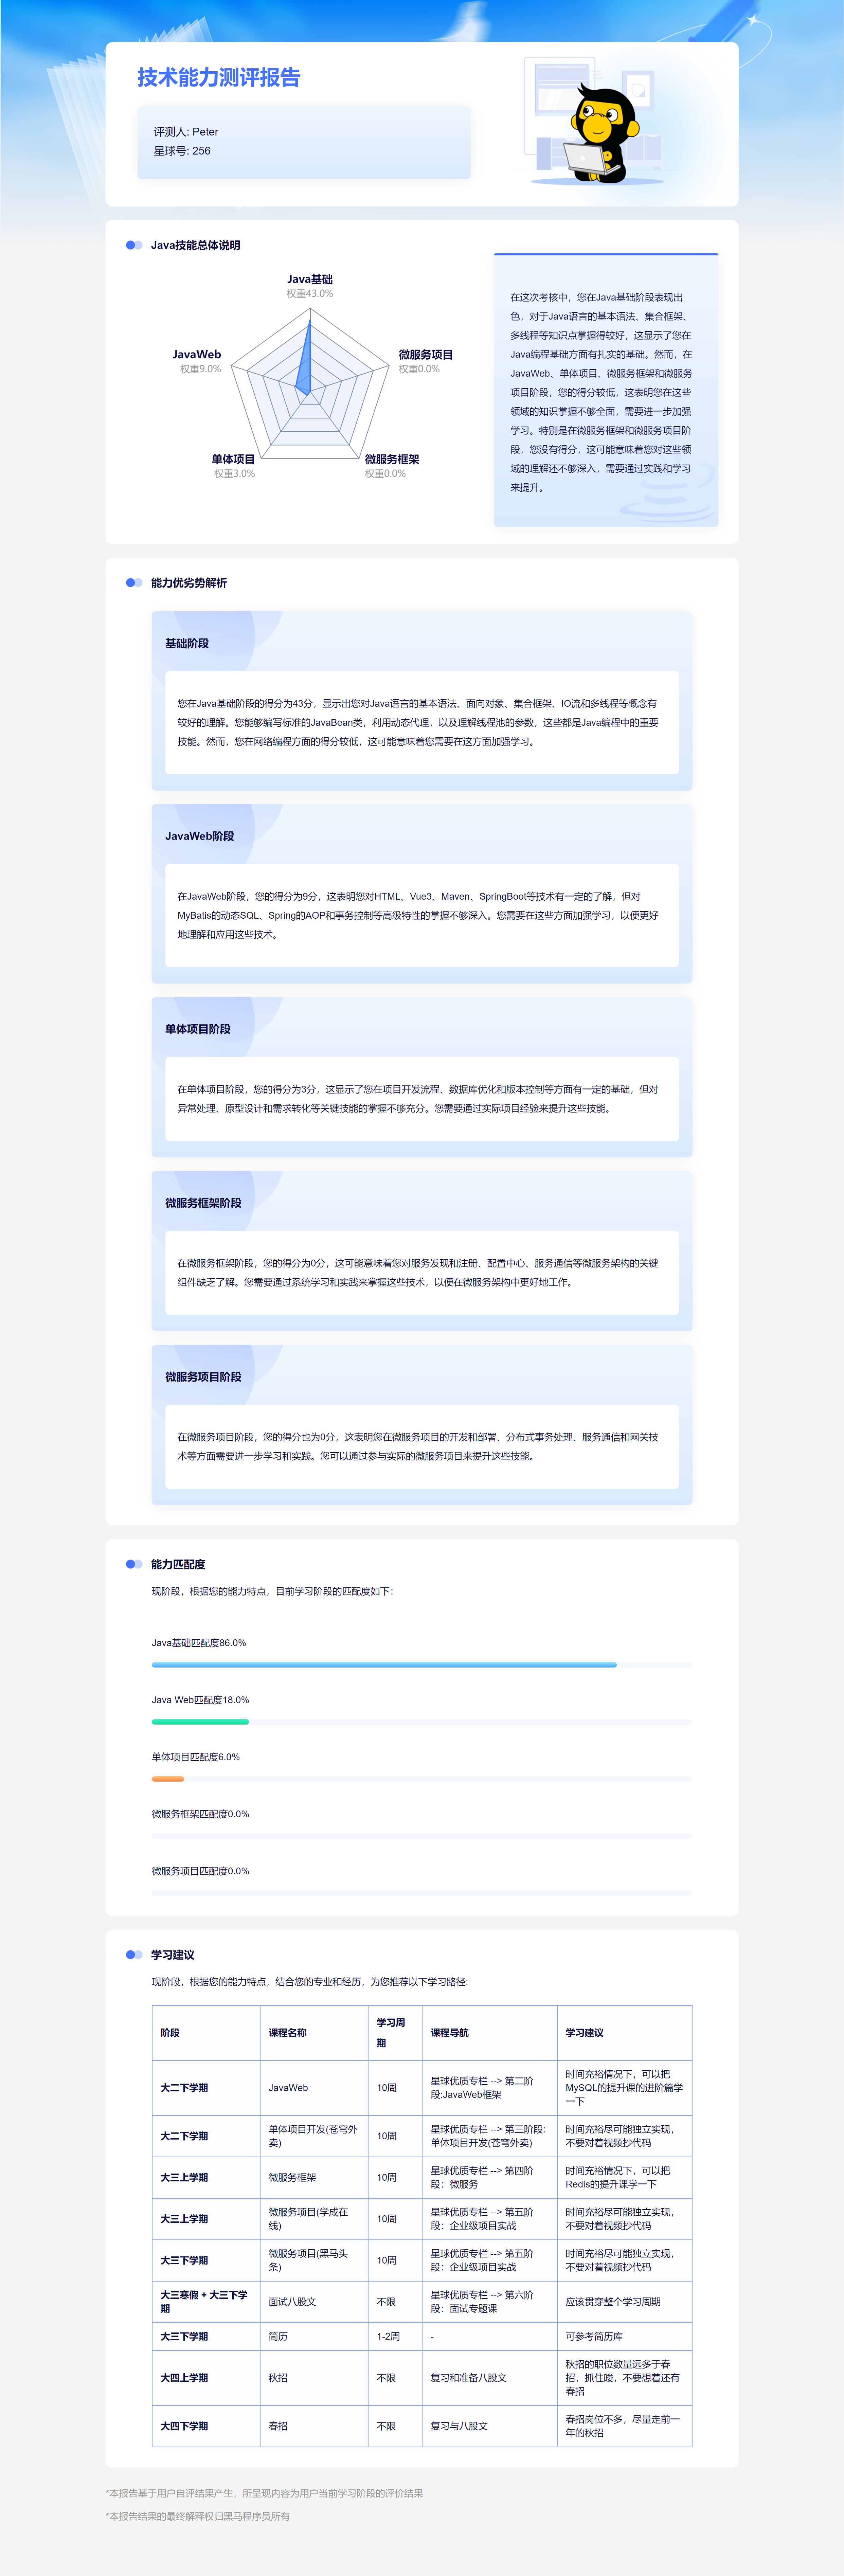 技术能力测评报告
评测人: Peter
星球号: 256
Java技能总体说明
Java基础
权重43.0%
JavaWeb
权重9.0%
微服务项目
权重0.0%
单体项目
权重3.0%
微服务框架
权重0.0%
在这次考核中，您在Java基础阶段表现出
色，对于Java语言的基本语法、集合框架、
多线程等知识点掌握得较好，这显示了您在
Java编程基础方面有扎实的基础。然而，在
JavaWeb、单体项目、微服务框架和微服务
项目阶段，您的得分较低，这表明您在这些
领域的知识掌握不够全面，需要进一步加强
学习。特别是在微服务框架和微服务项目阶
段，您没有得分，这可能意味着您对这些领
域的理解还不够深入，需要通过实践和学习
来提升。
能力优劣势解析
基础阶段
您在Java基础阶段的得分为43分，显示出您对Java语言的基本语法、面向对象、集合框架、IO流和多线程等概念有
较好的理解。您能够编写标准的JavaBean类，利用动态代理，以及理解线程池的参数，这些都是Java编程中的重要
技能。然而，您在网络编程方面的得分较低，这可能意味着您需要在这方面加强学习。
JavaWeb阶段
在JavaWeb阶段，您的得分为9分，这表明您对HTML、Vue3、Maven、SpringBoot等技术有一定的了解，但对
MyBatis的动态SQL、Spring的AOP和事务控制等高级特性的掌握不够深入。您需要在这些方面加强学习，以便更好
地理解和应用这些技术。
单体项目阶段
在单体项目阶段，您的得分为3分，这显示了您在项目开发流程、数据库优化和版本控制等方面有一定的基础，但对
异常处理、原型设计和需求转化等关键技能的掌握不够充分。您需要通过实际项目经验来提升这些技能。
微服务框架阶段
在微服务框架阶段，您的得分为0分，这可能意味着您对服务发现和注册、配置中心、服务通信等微服务架构的关键
组件缺乏了解。您需要通过系统学习和实践来掌握这些技术，以便在微服务架构中更好地工作。
微服务项目阶段
在微服务项目阶段，您的得分也为0分，这表明您在微服务项目的开发和部署、分布式事务处理、服务通信和网关技
术等方面需要进一步学习和实践。您可以通过参与实际的微服务项目来提升这些技能。
能力匹配度
现阶段，根据您的能力特点，目前学习阶段的匹配度如下：
Java基础匹配度86.0%
Java Web匹配度18.0%
单体项目匹配度6.0%
微服务框架匹配度0.0%
微服务项目匹配度0.0%
学习建议
现阶段，根据您的能力特点，结合您的专业和经历，为您推荐以下学习路径:
阶段
课程名称
学习周
期
课程导航
学习建议
大二下学期
JavaWeb
10周
星球优质专栏 --> 第二阶
段:JavaWeb框架
时间充裕情况下，可以把
MySQL的提升课的进阶篇学
一下
大二下学期
单体项目开发(苍穹外
卖)
10周
星球优质专栏 --> 第三阶段:
单体项目开发(苍穹外卖)
时间充裕尽可能独立实现，
不要对着视频抄代码
大三上学期
微服务框架
10周
星球优质专栏 --> 第四阶
段：微服务
时间充裕情况下，可以把
Redis的提升课学一下
大三上学期
微服务项目(学成在
线)
10周
星球优质专栏 --> 第五阶
段：企业级项目实战
时间充裕尽可能独立实现，
不要对着视频抄代码
大三下学期
微服务项目(黑马头
条)
10周
星球优质专栏 --> 第五阶
段：企业级项目实战
时间充裕尽可能独立实现，
不要对着视频抄代码
大三寒假 + 大三下学
期
面试八股文
不限
星球优质专栏 --> 第六阶
段：面试专题课
应该贯穿整个学习周期
大三下学期
简历
1-2周
-
可参考简历库
大四上学期
秋招
不限
复习和准备八股文
秋招的职位数量远多于春
招，抓住喽，不要想着还有
春招
大四下学期
春招
不限
复习与八股文
春招岗位不多，尽量走前一
年的秋招
*本报告基于用户自评结果产生，所呈现内容为用户当前学习阶段的评价结果
*本报告结果的最终解释权归黑马程序员所有